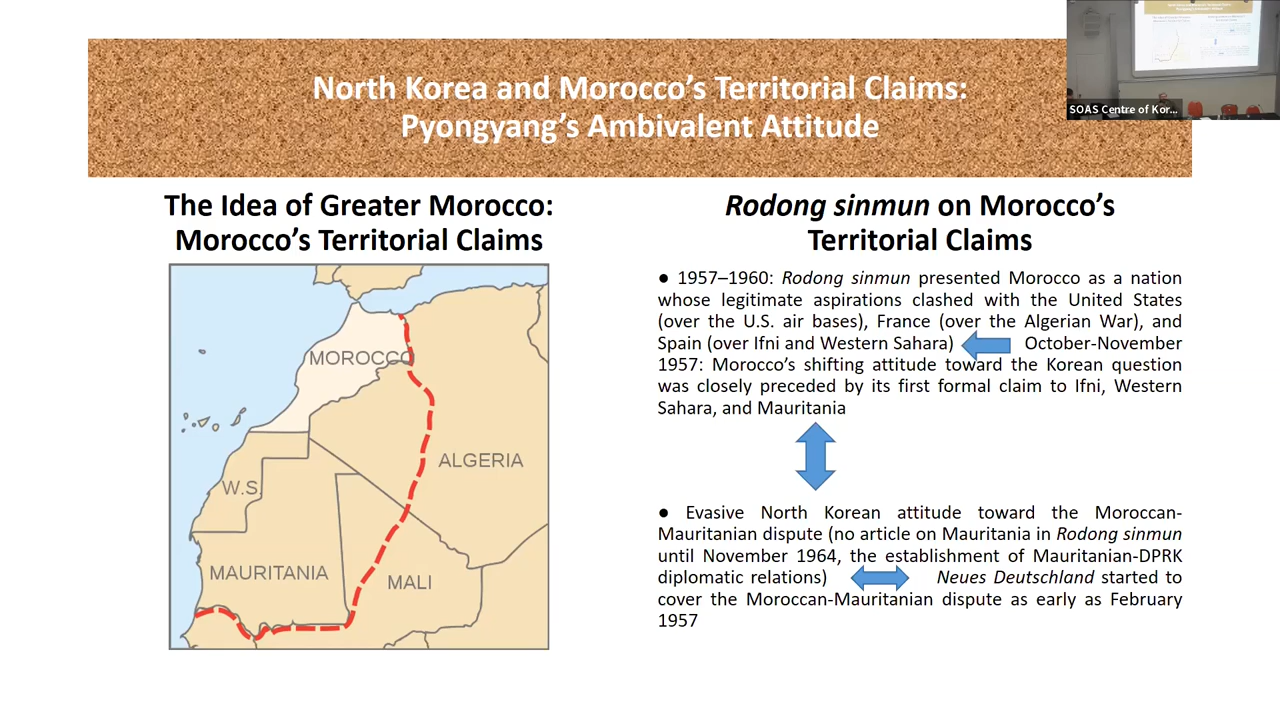 North Korea and Morocco's Territorial Claims:
Pyongyang's Ambivalent Attitude
SOAS Centre of Kor...
The Idea of Greater Morocco:
Morocco's Territorial Claims
MOROCCO
ALGERIA
W.S.
MAURITANIA
MALI
Rodong sinmun on Morocco's
Territorial Claims
● 1957–1960: Rodong sinmun presented Morocco as a nation
whose legitimate aspirations clashed with the United States
(over the U.S. air bases), France (over the Algerian War), and
Spain (over Ifni and Western Sahara) October-November
1957: Morocco's shifting attitude toward the Korean question
was closely preceded by its first formal claim to Ifni, Western
Sahara, and Mauritania
● Evasive North Korean attitude toward the Moroccan-
Mauritanian dispute (no article on Mauritania in Rodong sinmun
until November 1964, the establishment of Mauritanian-DPRK
diplomatic relations) Neues Deutschland started to
cover the Moroccan-Mauritanian dispute as early as February
1957